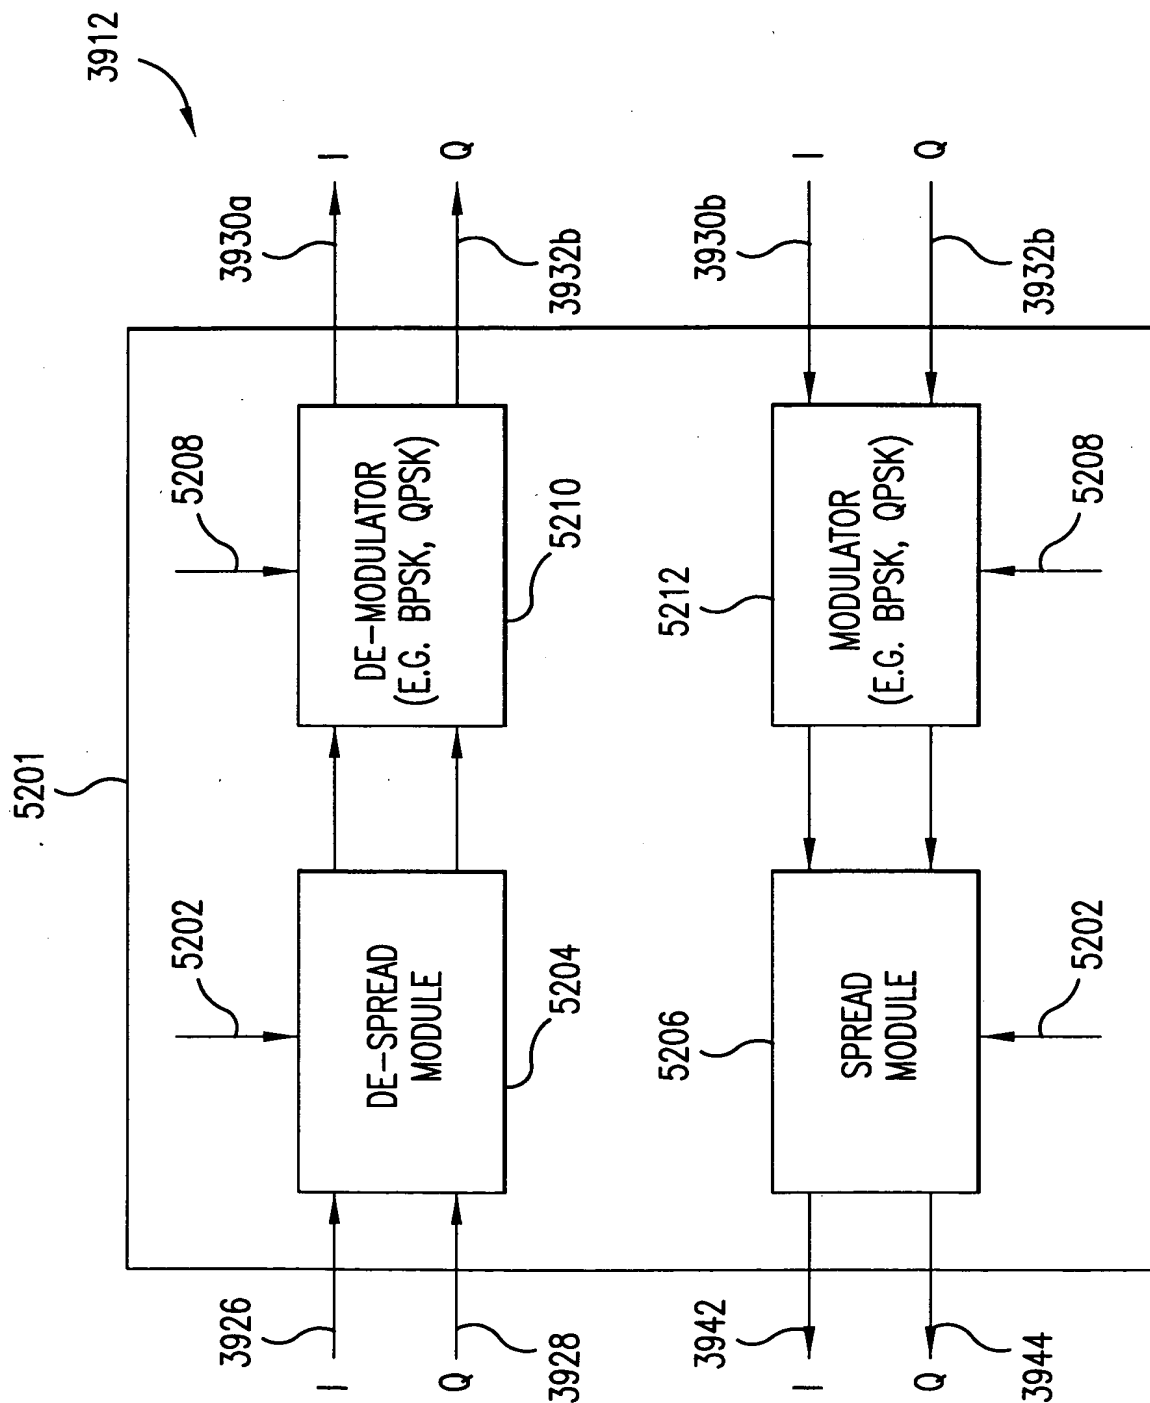 3912
5201
5202
5208
I
3926
3930a
I
DE-SPREAD
MODULE
DE-MODULATOR
(E.G. BPSK, QPSK)
Q
3928
5204
5210
3932b
Q
5206
5212
I
3942
3930b
I
SPREAD
MODULE
MODULATOR
(E.G. BPSK, QPSK)
Q
3944
3932b
Q
5202
5208